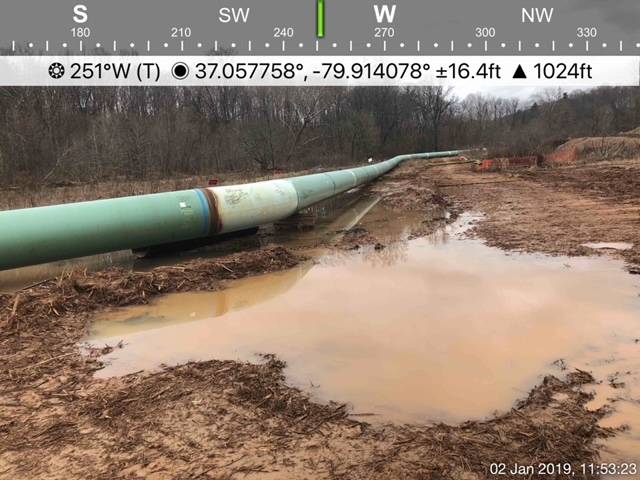 S SW W NW
180 210 240 270 300 330
251°W (T) 37.057758°, -79.914078° ±16.4ft ▲ 1024ft
02 Jan 2019, 11:53:23